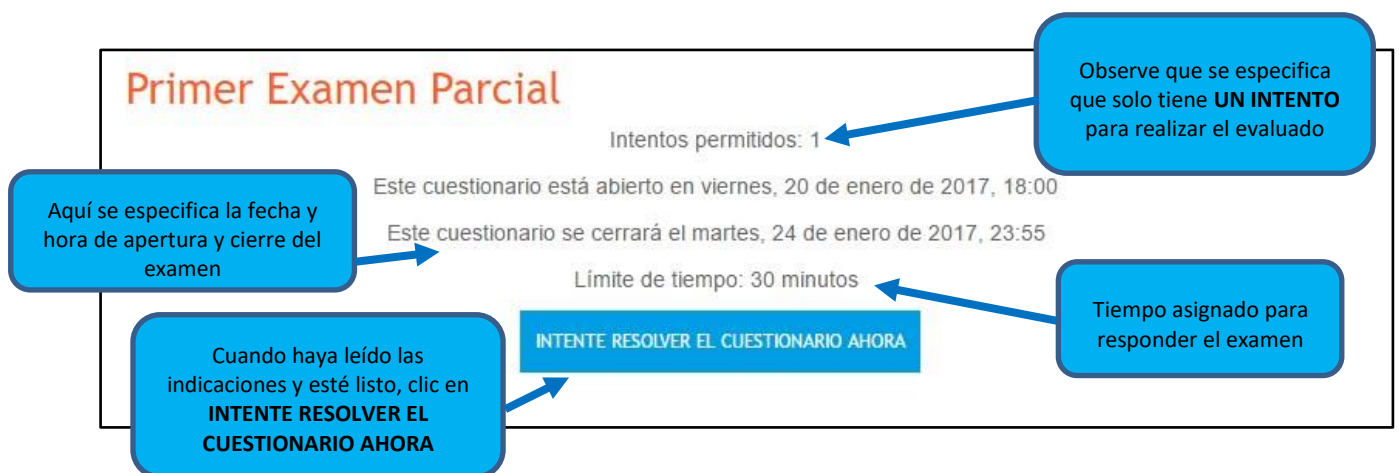 Primer Examen Parcial
Observe que se especifica
que solo tiene UN INTENTO
para realizar el evaluado
Intentos permitidos: 1
Este cuestionario está abierto en viernes, 20 de enero de 2017, 18:00
Aquí se especifica la fecha y
hora de apertura y cierre del
examen
Este cuestionario se cerrará el martes, 24 de enero de 2017, 23:55
Límite de tiempo: 30 minutos
Tiempo asignado para
responder el examen
INTENTE RESOLVER EL CUESTIONARIO AHORA
Cuando haya leído las
indicaciones y esté listo, clic en
INTENTE RESOLVER EL
CUESTIONARIO AHORA